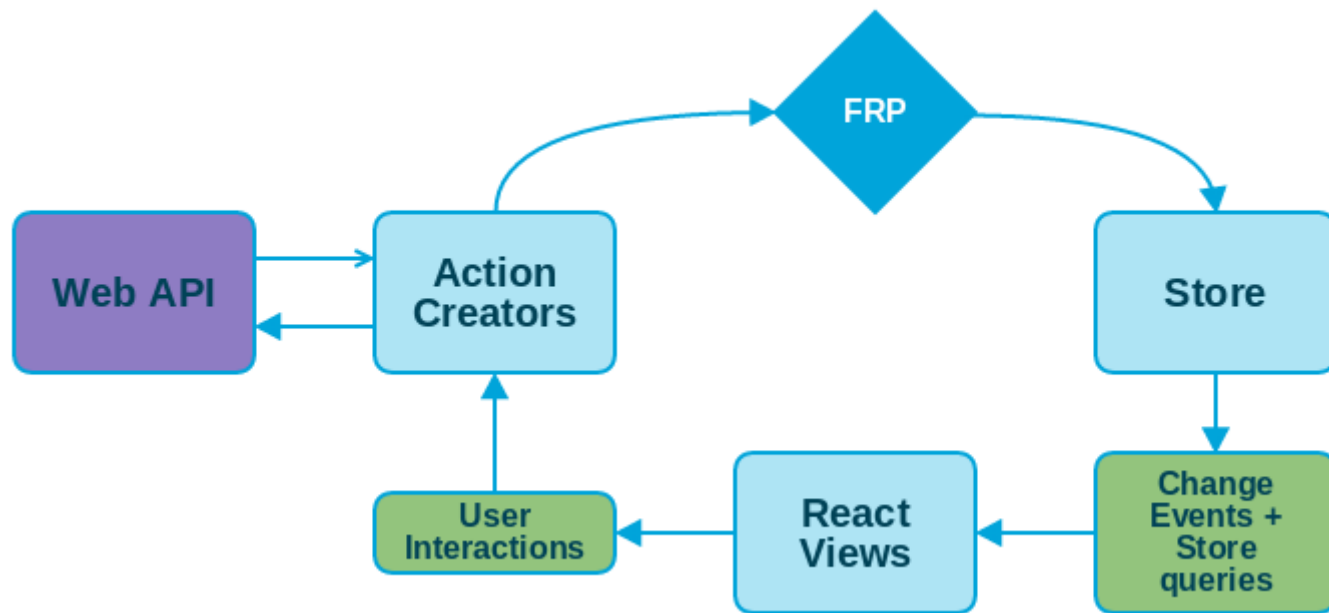 FRP
Web API
Action
Creators
Store
User
Interactions
React
Views
Change
Events +
Store
queries